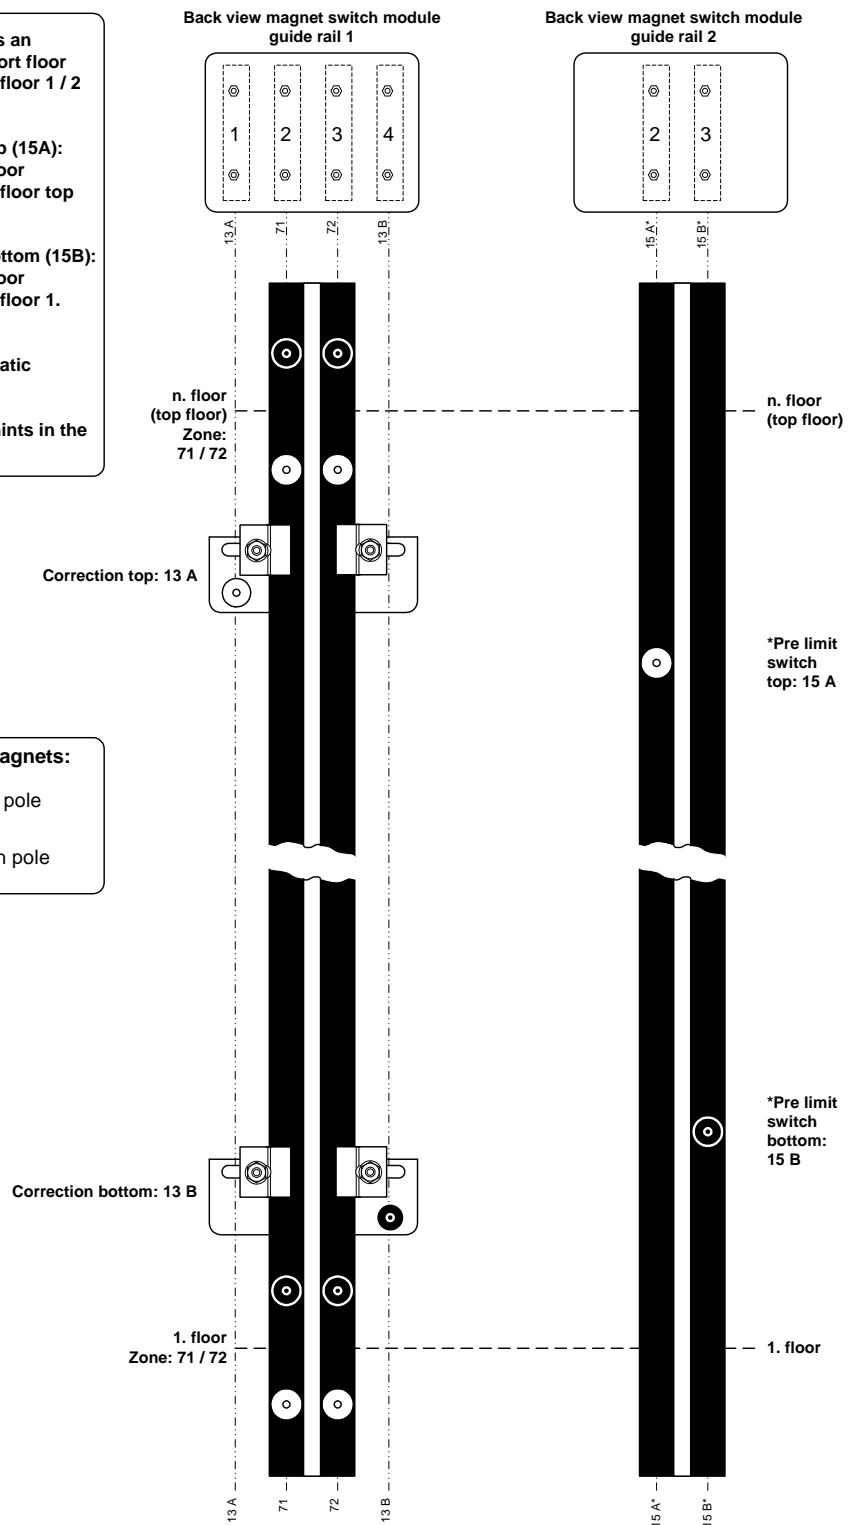 Back view magnet switch module
guide rail 1
Back view magnet switch module
guide rail 2
s an
ort floor
floor 1 / 2
p (15A):
oor
floor top
ttom (15B):
oor
floor 1.
atic
hints in the
1 2 3 4
2 3
13 A 71 72 13 B
15 A* 15 B*
n. floor
(top floor)
Zone:
71 / 72
n. floor
(top floor)
Correction top: 13 A
*Pre limit
switch
top: 15 A
agnets:
pole
n pole
*Pre limit
switch
bottom:
15 B
Correction bottom: 13 B
1. floor
Zone: 71 / 72
1. floor
13 A 71 72 13 B
15 A* 15 B*